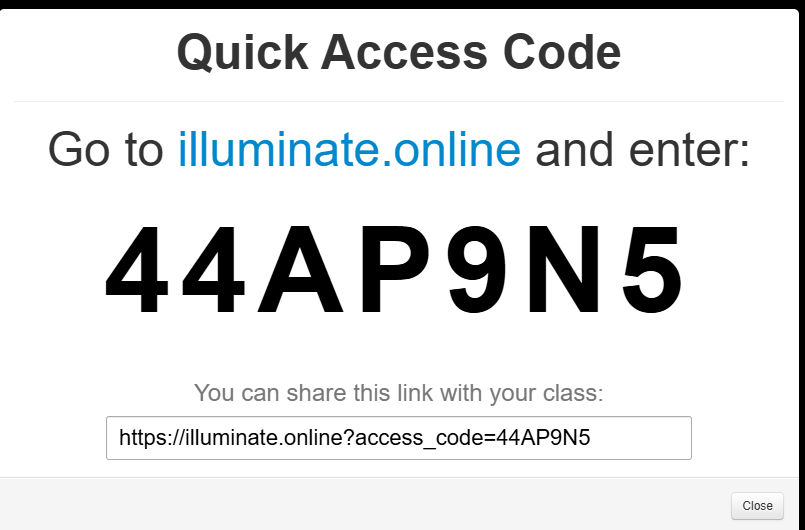 Quick Access Code
Go to illuminate.online and enter:
44AP9N5
You can share this link with your class:
https://illuminate.online?access_code=44AP9N5
Close